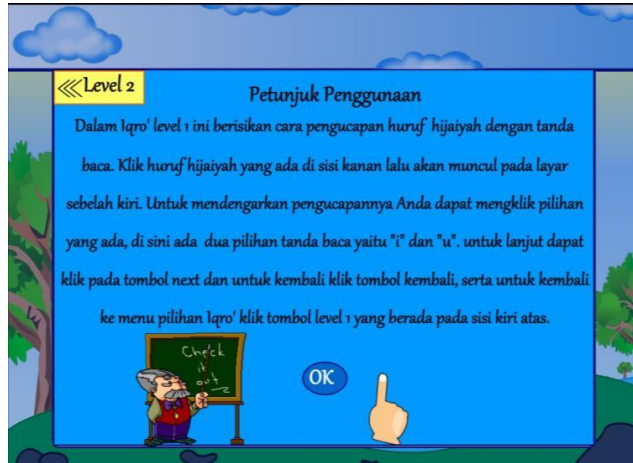 <<<Level 2
Petunjuk Penggunaan
Dalam Iqro' level 1 ini berisikan cara pengucapan huruf hijaiyah dengan tanda
baca. Klik huruf hijaiyah yang ada di sisi kanan lalu akan muncul pada layar
sebelah kiri. Untuk mendengarkan pengucapannya Anda dapat mengklik pilihan
yang ada, di sini ada dua pilihan tanda baca yaitu "i" dan "u". untuk lanjut dapat
klik pada tombol next dan untuk kembali klik tombol kembali, serta untuk kembali
ke menu pilihan Iqro' klik tombol level 1 yang berada pada sisi kiri atas.
Check
it
out
OK